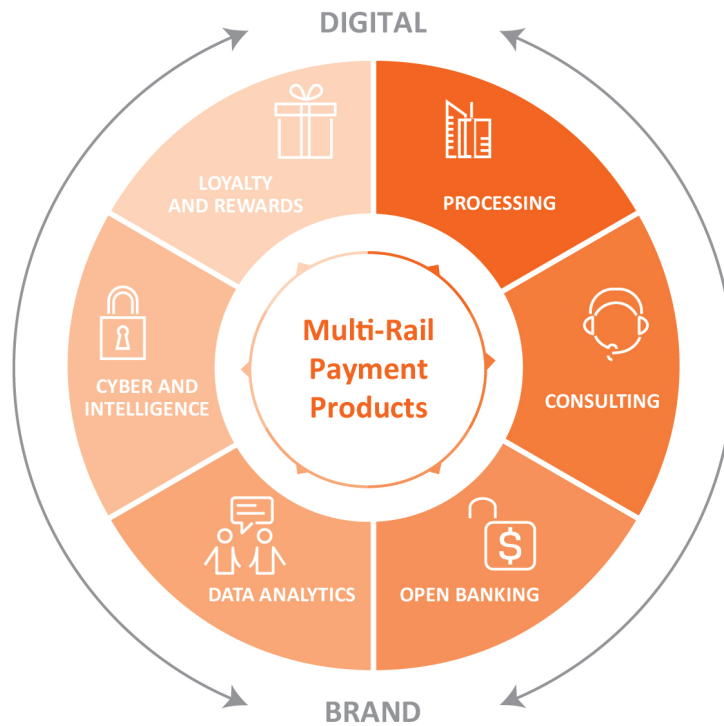 DIGITAL
LOYALTY
AND REWARDS
PROCESSING
CYBER AND
INTELLIGENCE
Multi-Rail
Payment
Products
CONSULTING
DATA ANALYTICS
OPEN BANKING
$
BRAND